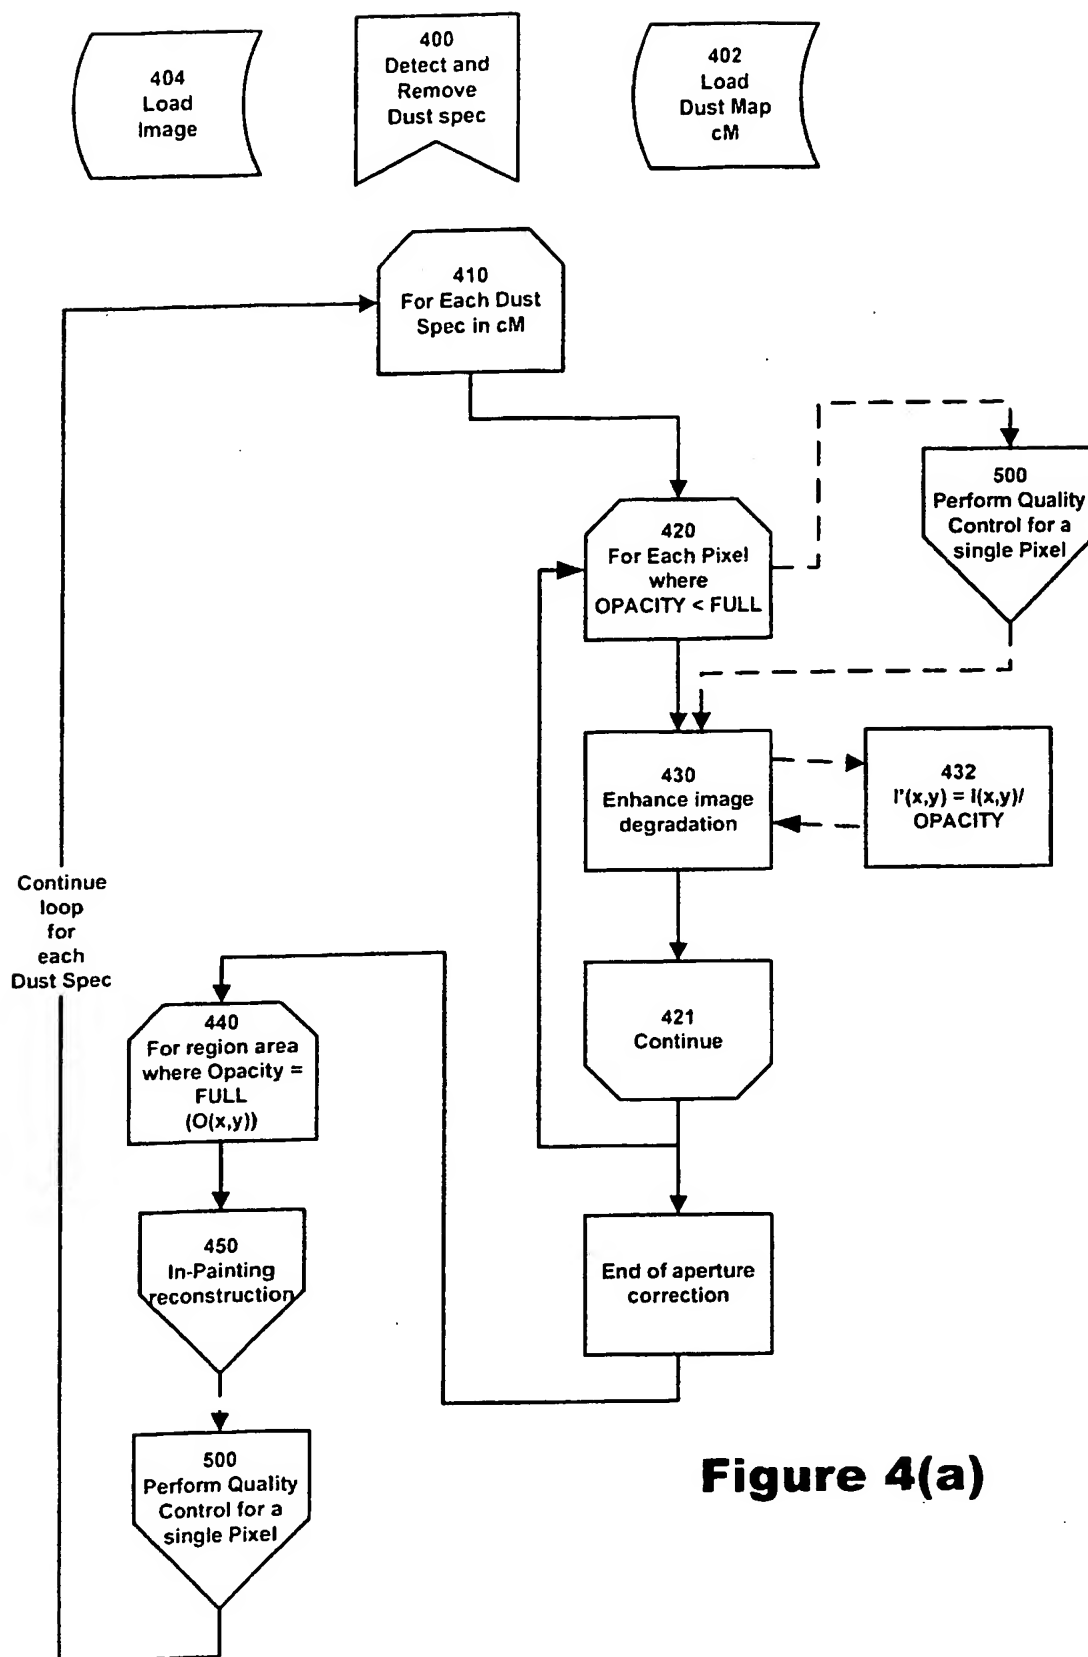 404
Load
Image
400
Detect and
Remove
Dust spec
402
Load
Dust Map
cM
410
For Each Dust
Spec in cM
420
For Each Pixel
where
OPACITY < FULL
500
Perform Quality
Control for a
single Pixel
430
Enhance image
degradation
432
I'(x,y) = I(x,y)/
OPACITY
Continue
loop
for
each
Dust Spec
421
Continue
440
For region area
where Opacity =
FULL
(O(x,y))
450
In-Painting
reconstruction
End of aperture
correction
500
Perform Quality
Control for a
single Pixel
Figure 4(a)